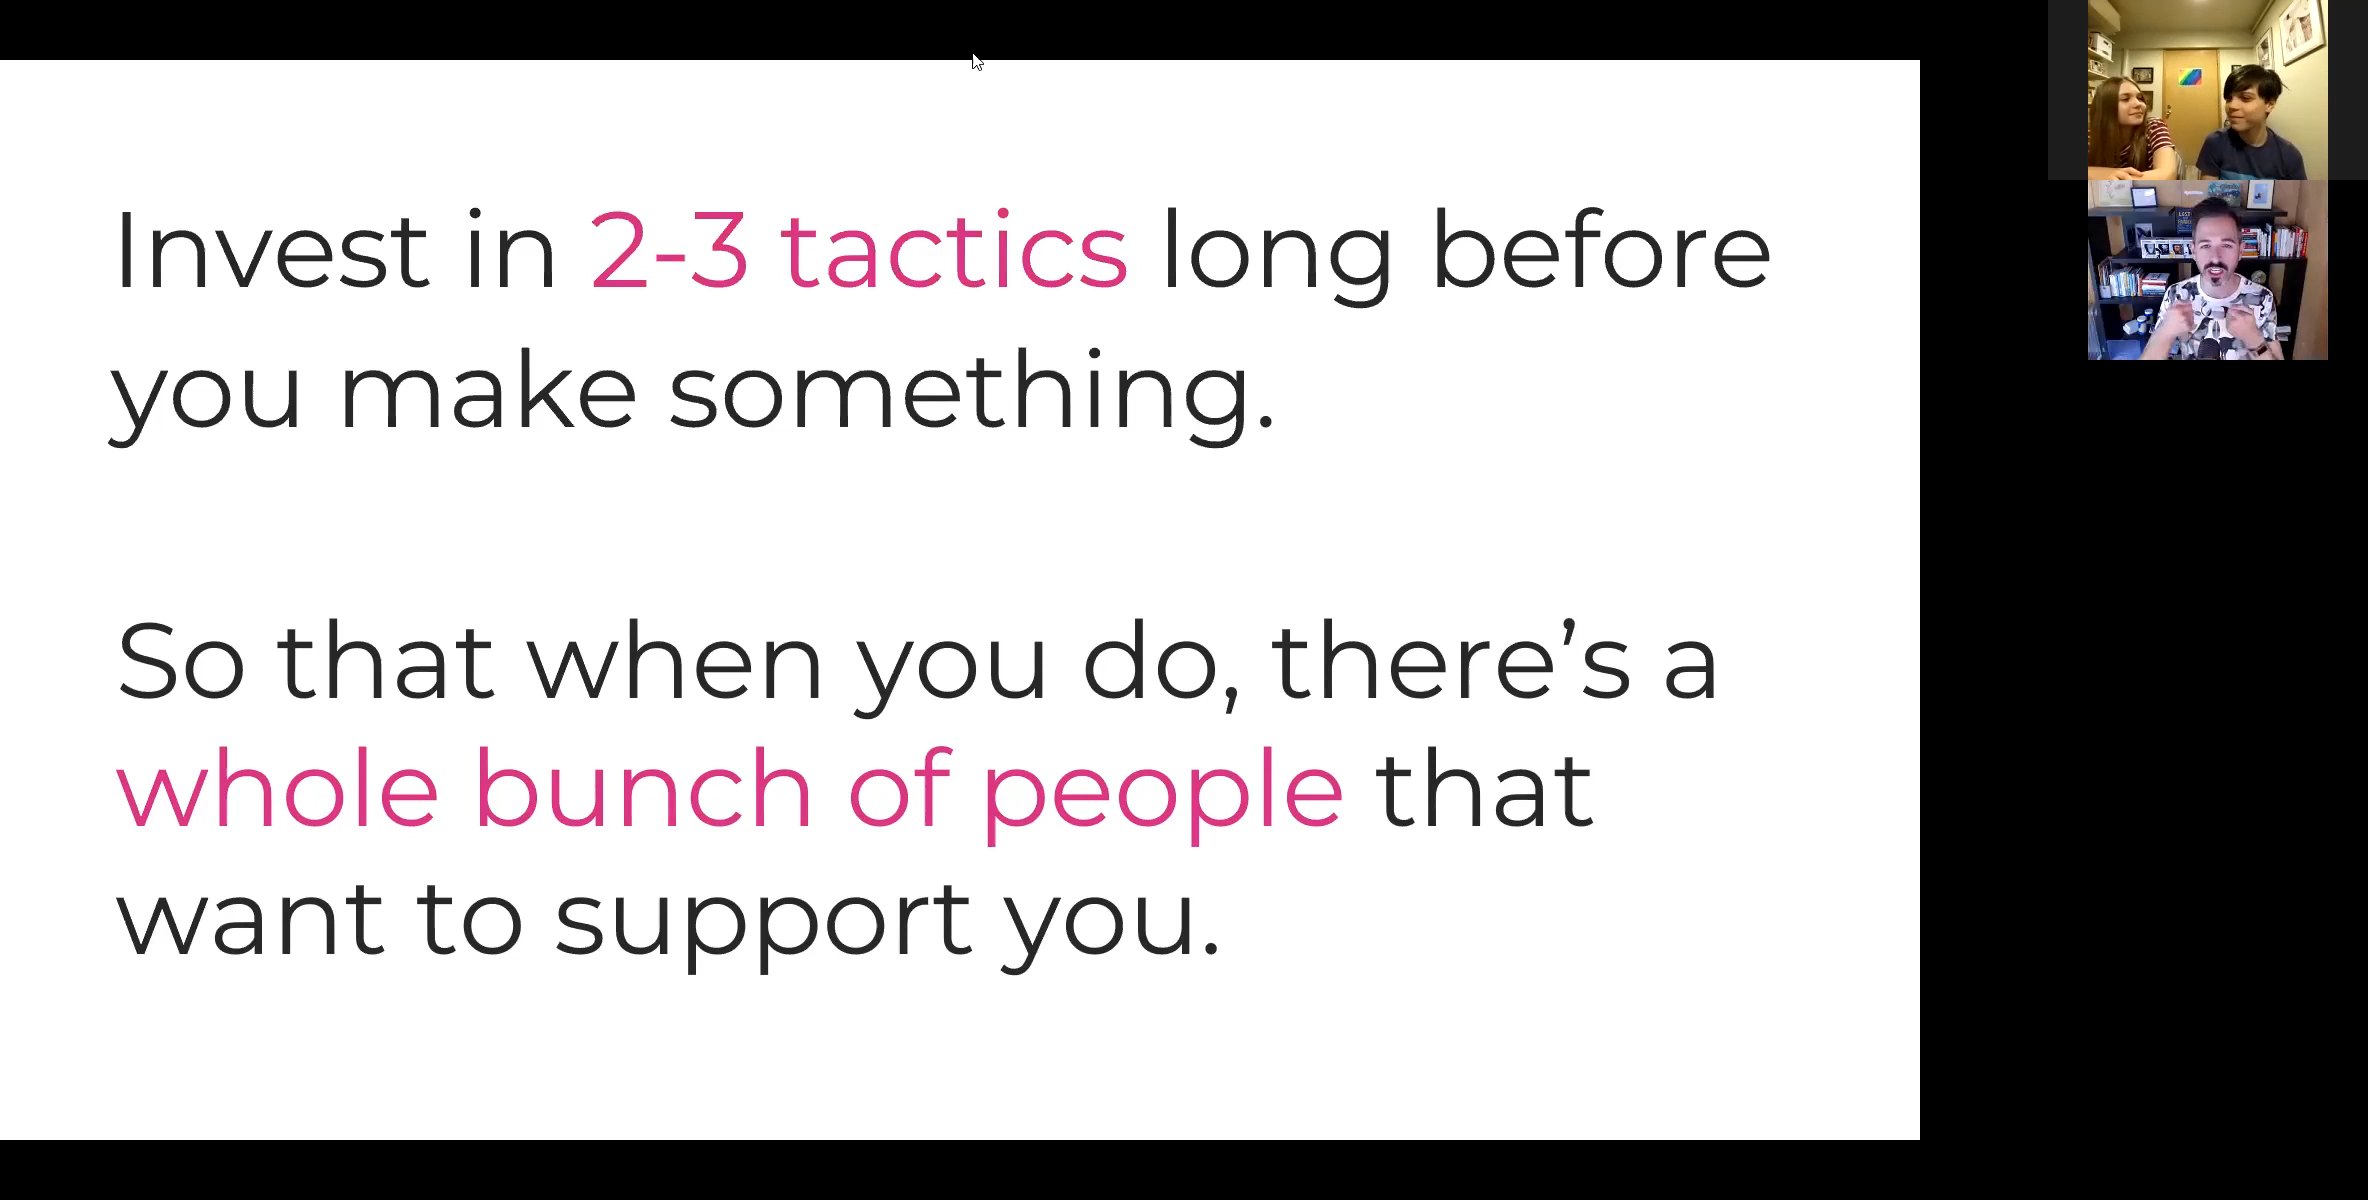 Invest in 2-3 tactics long before
you make something.
So that when you do, there’s a
whole bunch of people that
want to support you.